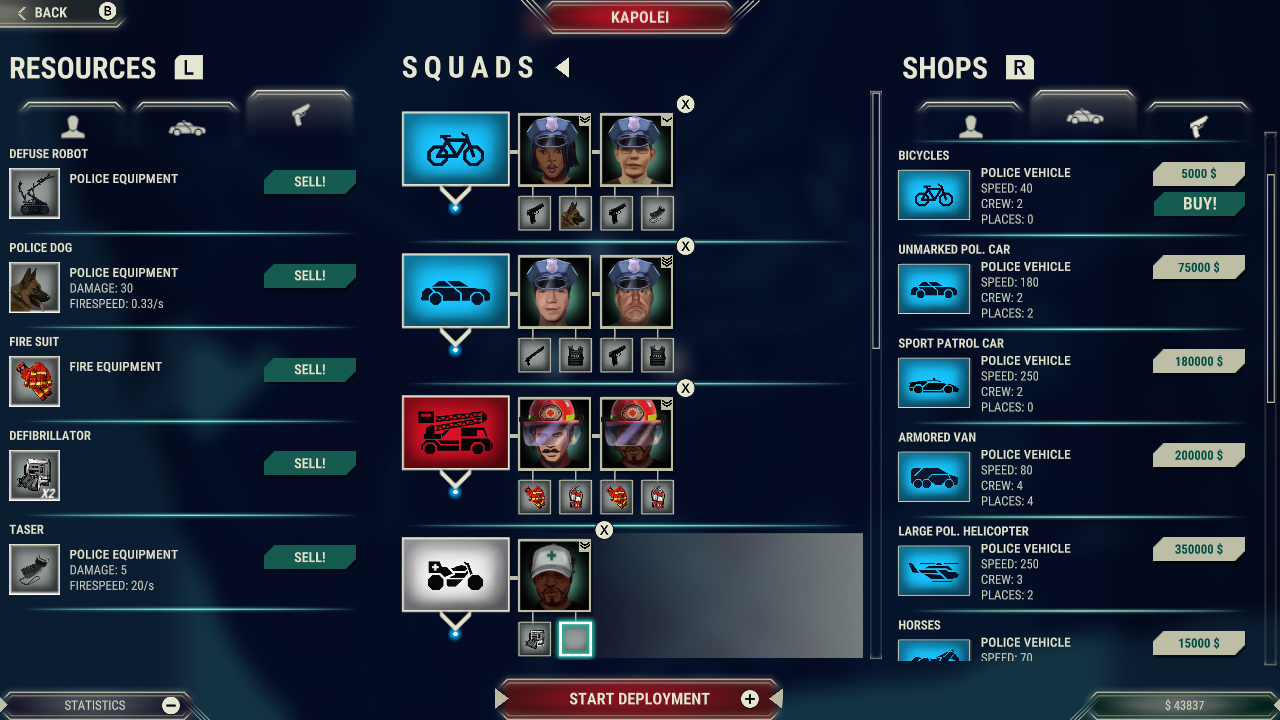 BACK B
KAPOLEI
RESOURCES L
DEFUSE ROBOT
POLICE EQUIPMENT
SELL!
POLICE DOG
POLICE EQUIPMENT
DAMAGE: 30
FIRESPEED: 0.33/s
SELL!
FIRE SUIT
FIRE EQUIPMENT
SELL!
DEFIBRILLATOR
X2
SELL!
TASER
POLICE EQUIPMENT
DAMAGE: 5
FIRESPEED: 20/s
SELL!
STATISTICS
SQUADS
X
X
X
X
START DEPLOYMENT
SHOPS R
BICYCLES
POLICE VEHICLE
SPEED: 40
CREW: 2
PLACES: 0
5000 $
BUY!
UNMARKED POL. CAR
POLICE VEHICLE
SPEED: 180
CREW: 2
PLACES: 2
75000 $
SPORT PATROL CAR
POLICE VEHICLE
SPEED: 250
CREW: 2
PLACES: 0
180000 $
ARMORED VAN
POLICE VEHICLE
SPEED: 80
CREW: 4
PLACES: 4
200000 $
LARGE POL. HELICOPTER
POLICE VEHICLE
SPEED: 250
CREW: 3
PLACES: 2
350000 $
HORSES
POLICE VEHICLE
SPEED: 70
15000 $
$ 43837